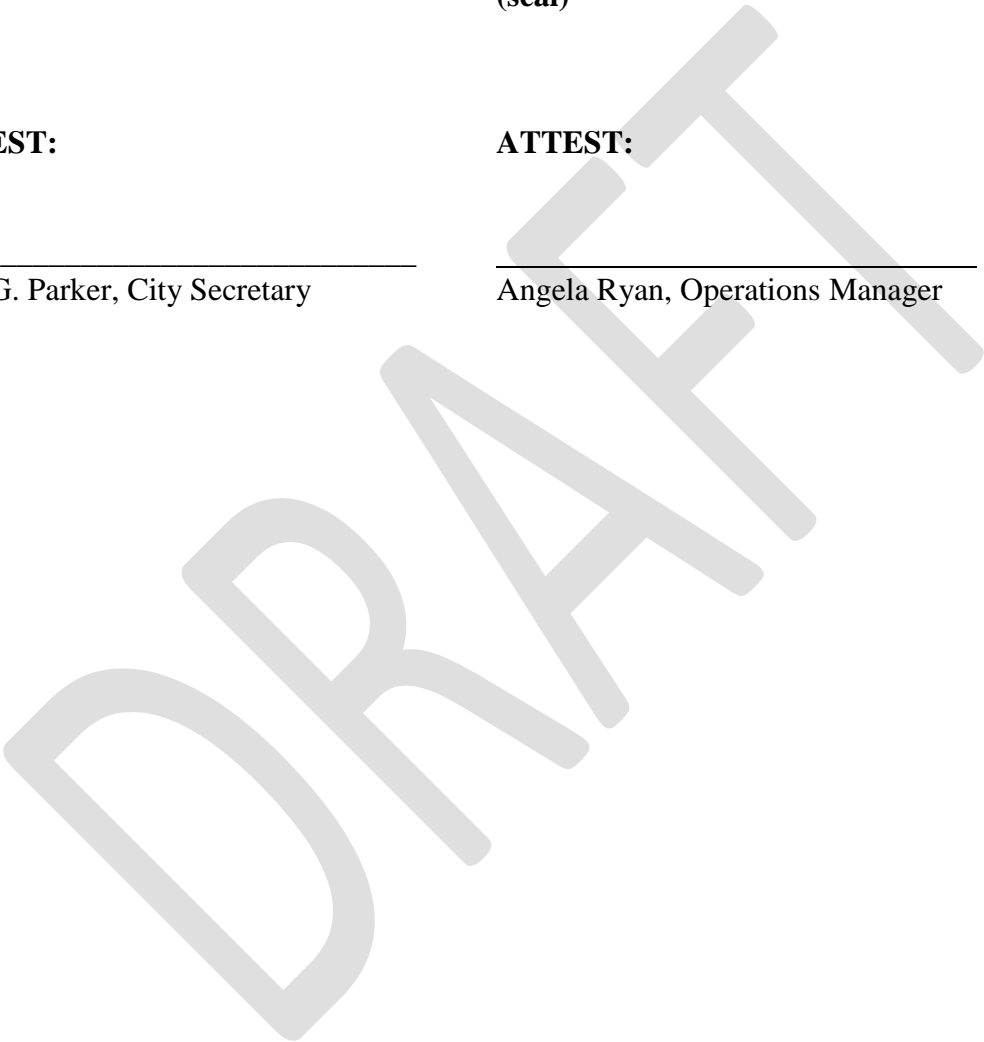 (seal)
EST: ATTEST:
G. Parker, City Secretary Angela Ryan, Operations Manager
DRAFT